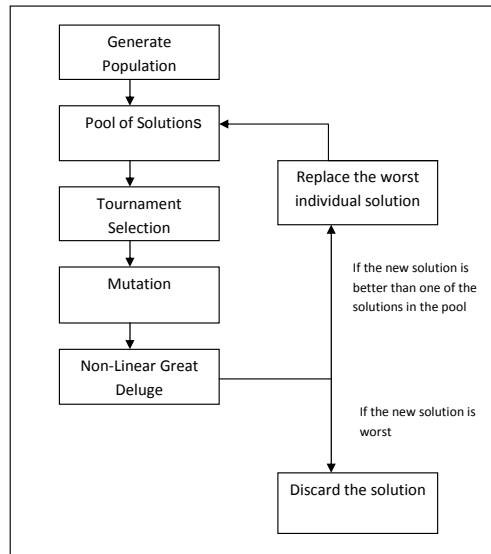 Generate
Population
Pool of Solutions
Tournament
Selection
Mutation
Non-Linear Great
Deluge
Replace the worst
individual solution
If the new solution is
better than one of the
solutions in the pool
If the new solution is
worst
Discard the solution